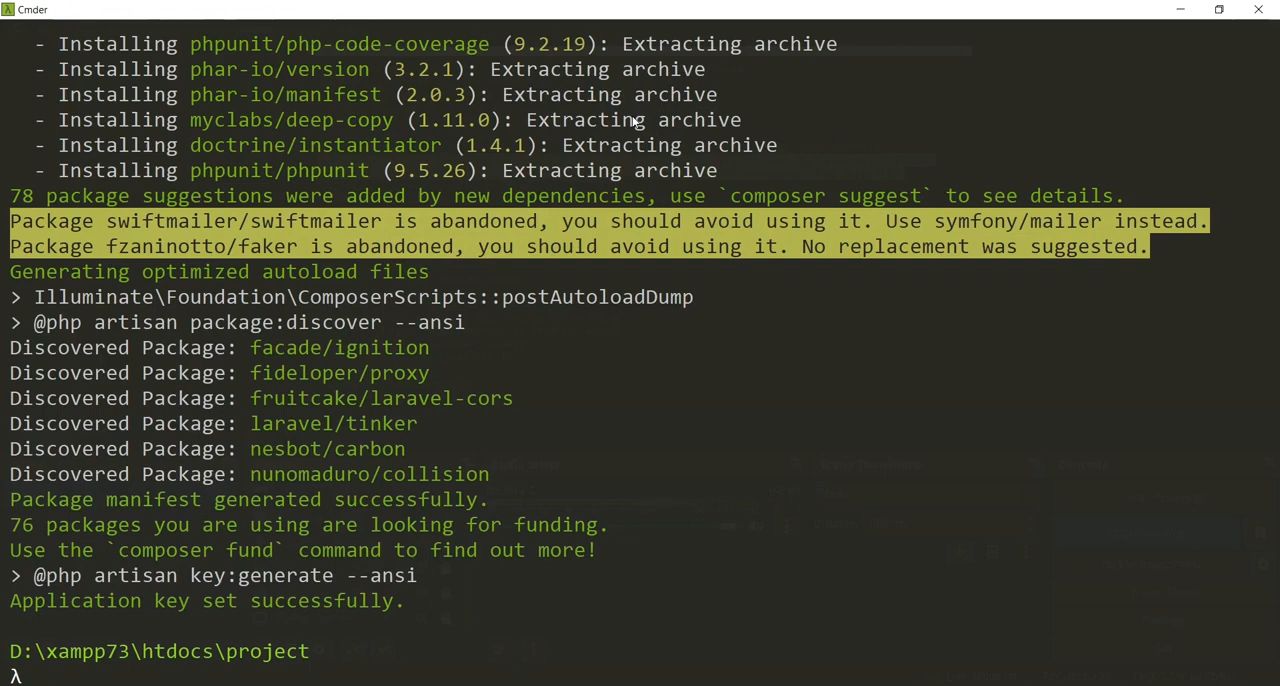 Cmder
- Installing phpunit/php-code-coverage (9.2.19): Extracting archive
- Installing phar-io/version (3.2.1): Extracting archive
- Installing phar-io/manifest (2.0.3): Extracting archive
- Installing myclabs/deep-copy (1.11.0): Extracting archive
- Installing doctrine/instantiator (1.4.1): Extracting archive
- Installing phpunit/phpunit (9.5.26): Extracting archive
78 package suggestions were added by new dependencies, use `composer suggest` to see details.
Package swiftmailer/swiftmailer is abandoned, you should avoid using it. Use symfony/mailer instead.
Package fzaninotto/faker is abandoned, you should avoid using it. No replacement was suggested.
Generating optimized autoload files
> Illuminate\Foundation\ComposerScripts::postAutoloadDump
> @php artisan package:discover --ansi
Discovered Package: facade/ignition
Discovered Package: fideloper/proxy
Discovered Package: fruitcake/laravel-cors
Discovered Package: laravel/tinker
Discovered Package: nesbot/carbon
Discovered Package: nunomaduro/collision
Package manifest generated successfully.
76 packages you are using are looking for funding.
Use the `composer fund` command to find out more!
> @php artisan key:generate --ansi
Application key set successfully.
D:\xampp73\htdocs\project
λ